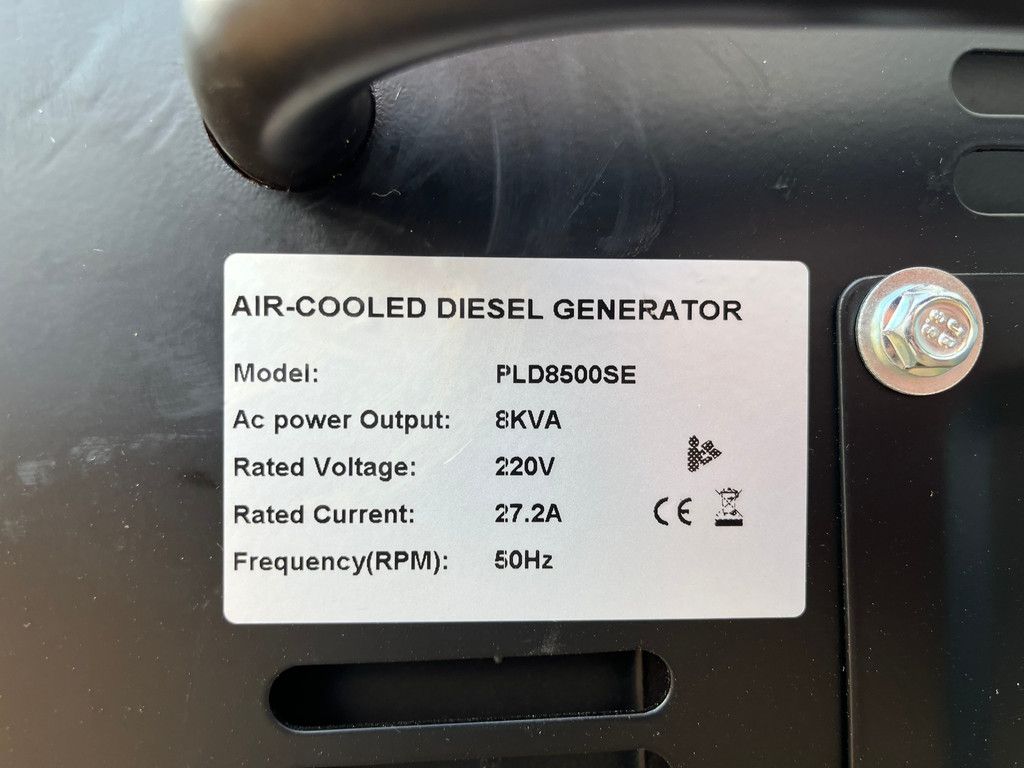 AIR-COOLED DIESEL GENERATOR
Model: PLD8500SE
Ac power Output: 8KVA
Rated Voltage: 220V
Rated Current: 27.2A
CE
Frequency(RPM): 50Hz